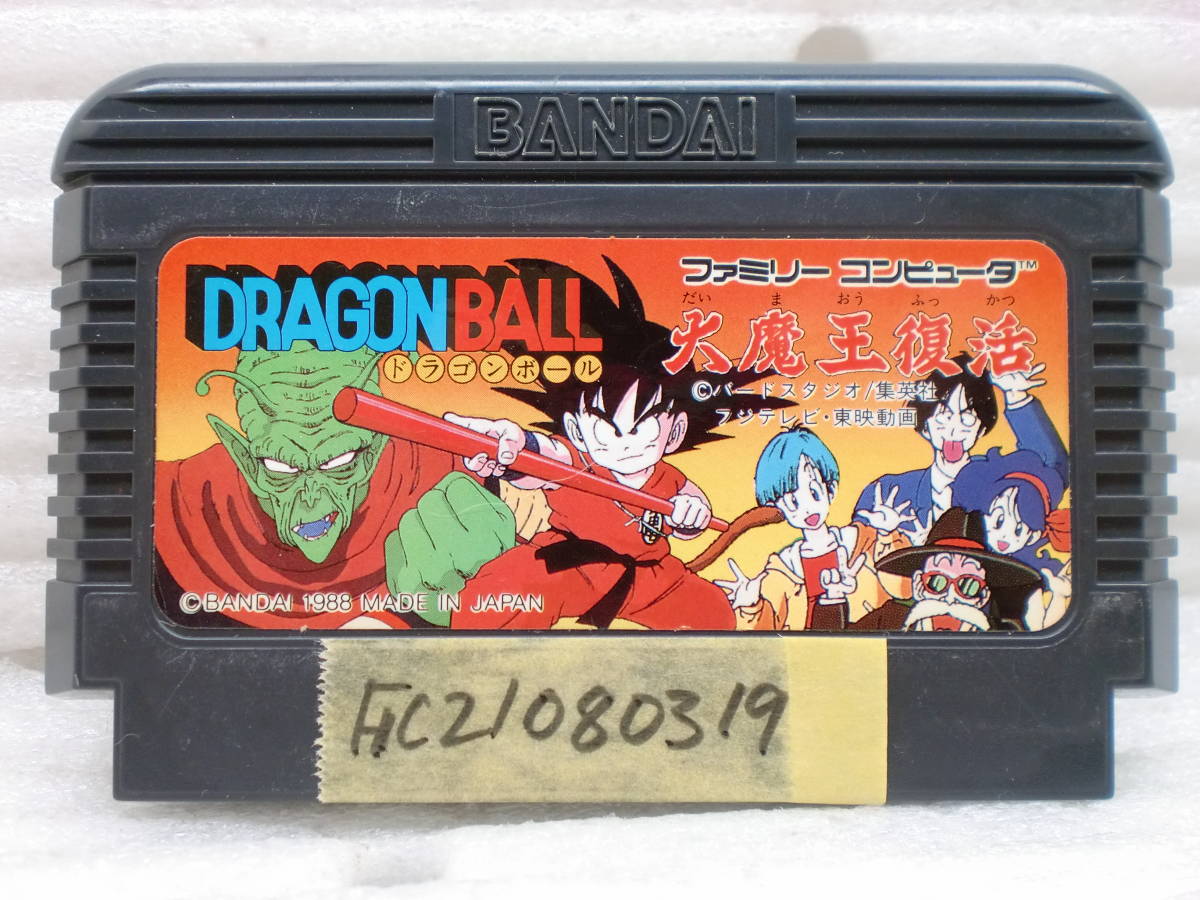 BANDAI
DRAGON BALL
ドラゴンボール
ファミリーコンピュータ™
だい ま おう ふっ かつ
大魔王復活
©バードスタジオ/集英社
フジテレビ・東映動画
亀
©BANDAI 1988 MADE IN JAPAN
FC21080319